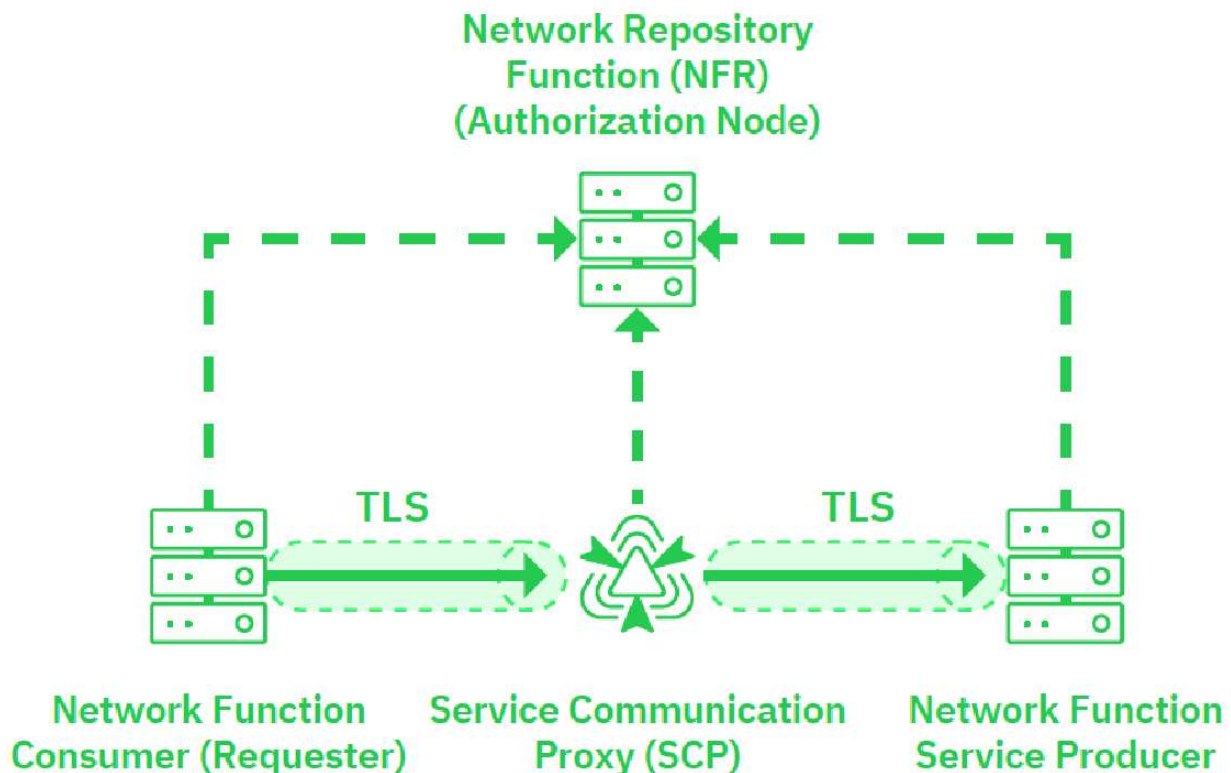 Network Repository
Function (NFR)
(Authorization Node)
TLS
TLS
Network Function
Consumer (Requester)
Service Communication
Proxy (SCP)
Network Function
Service Producer